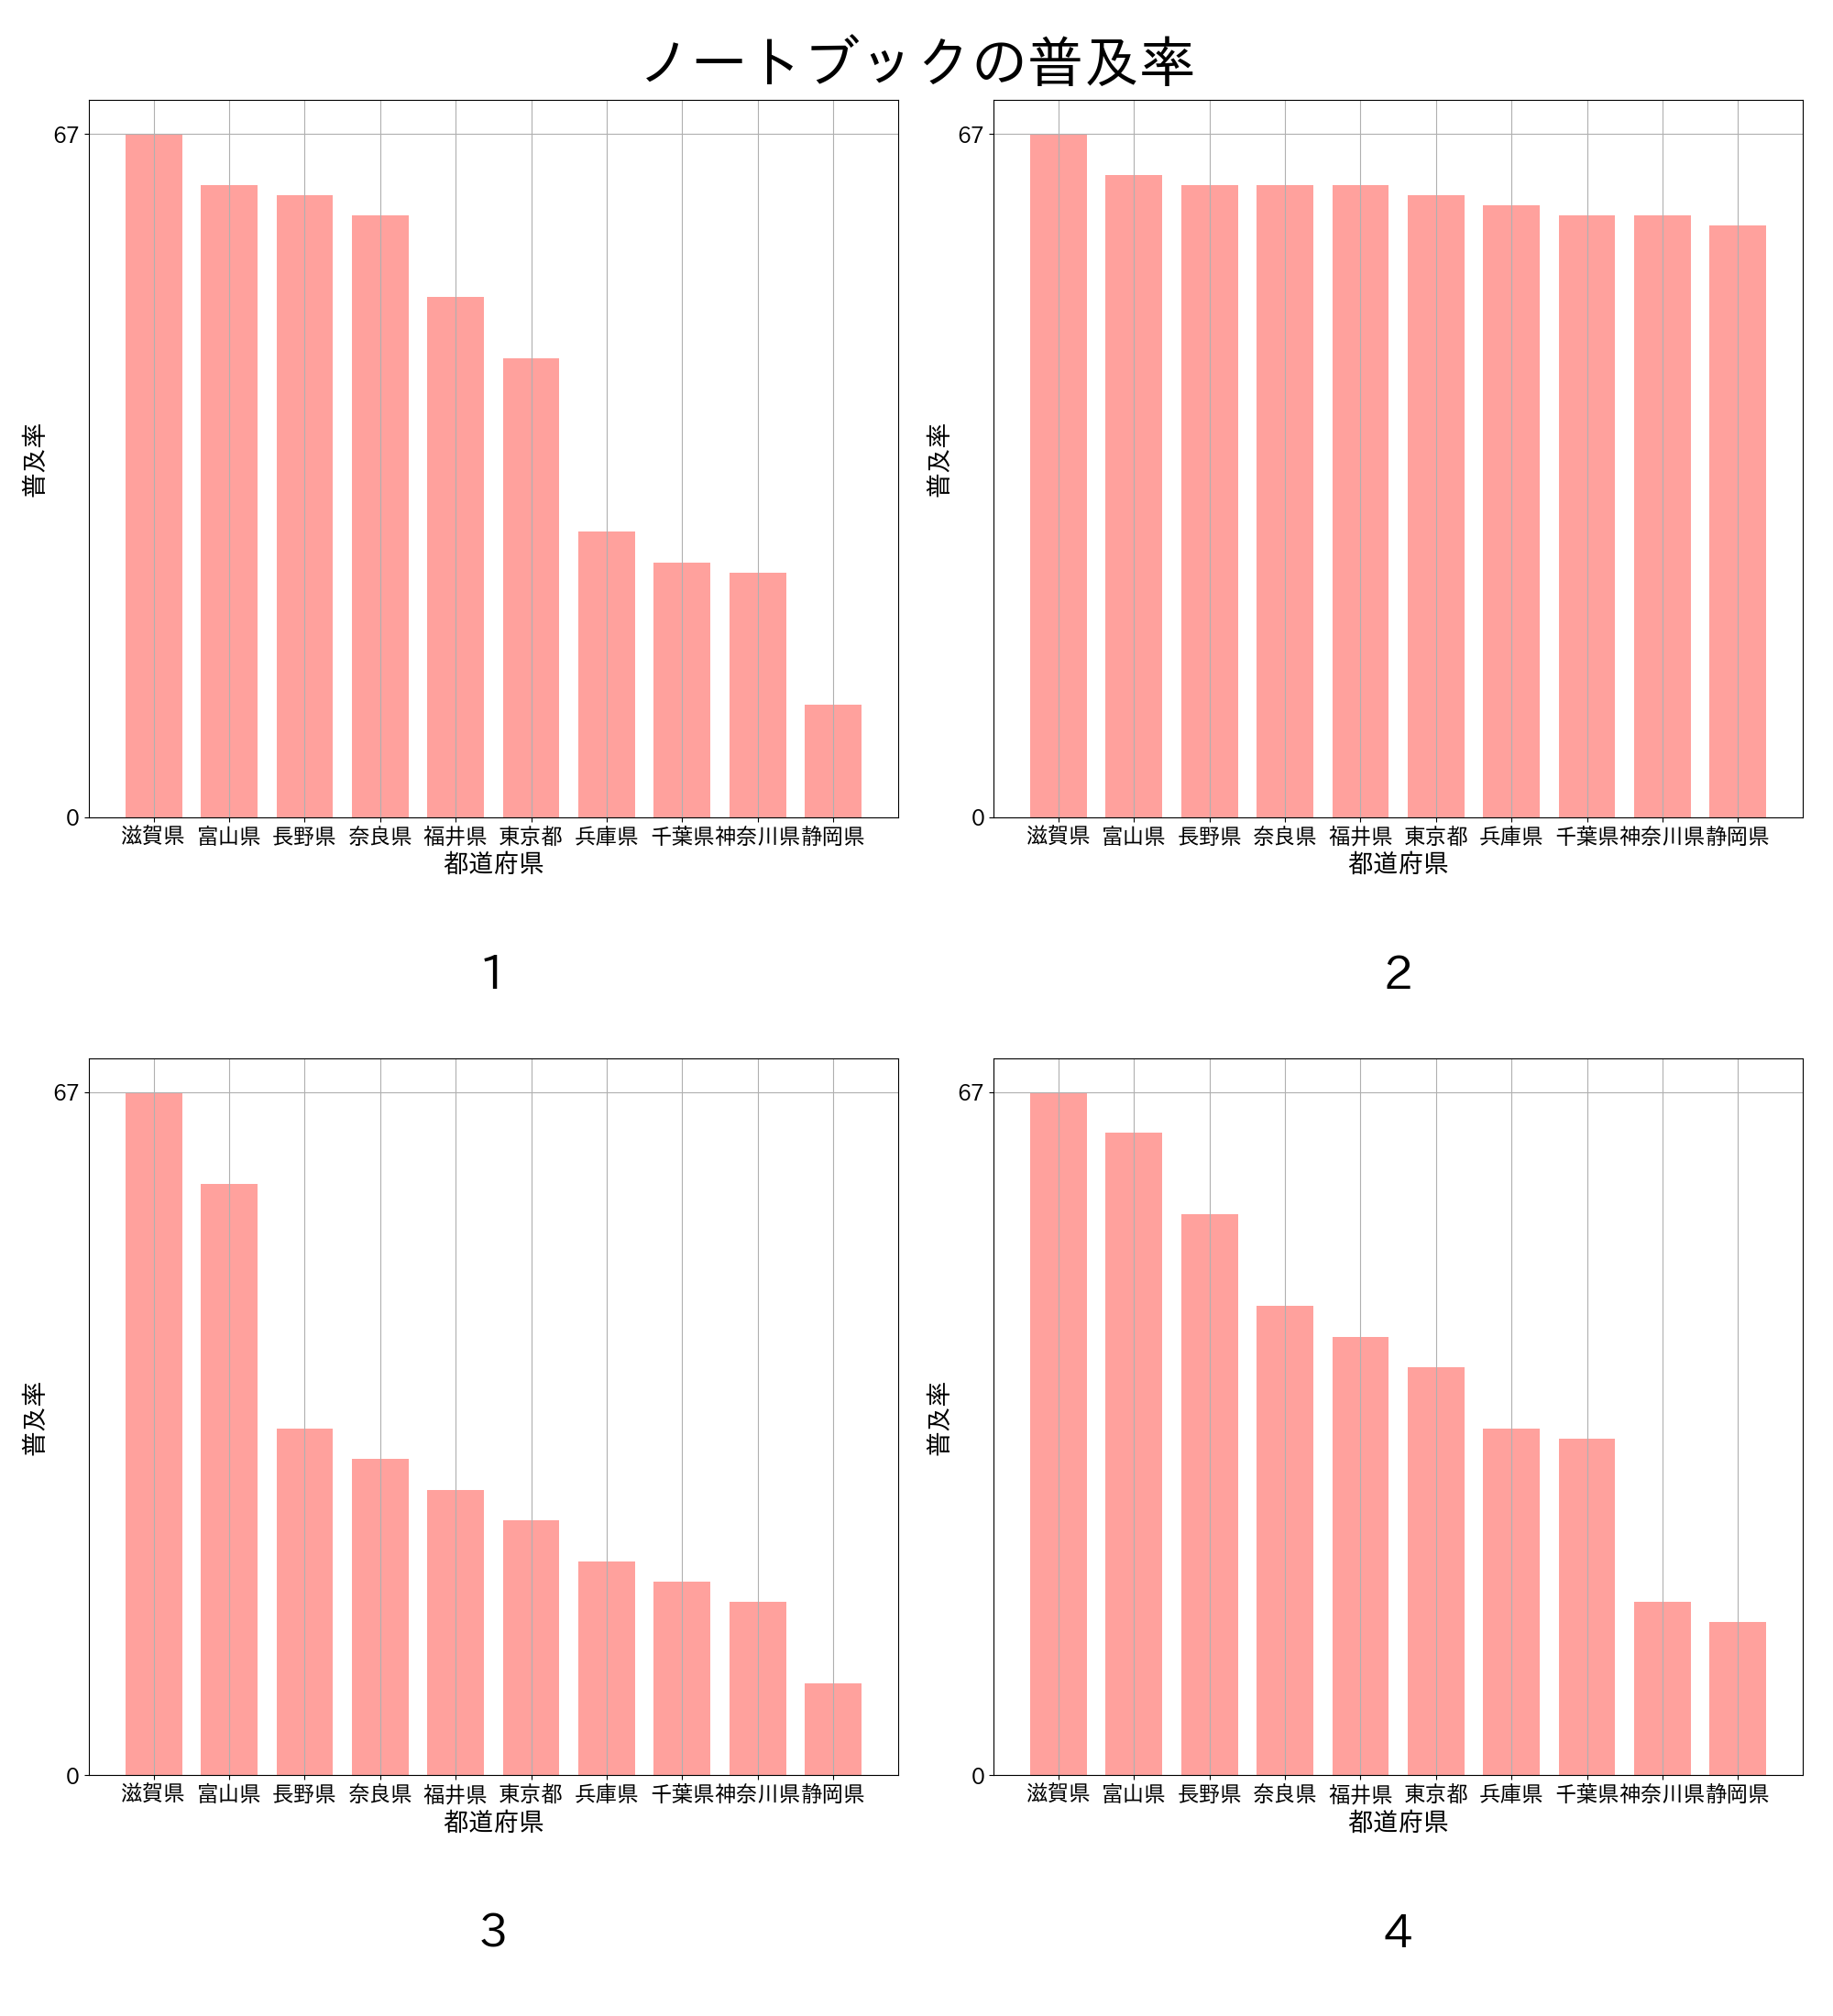 ノートブックの普及率
67
0
普及率
滋賀県 富山県 長野県 奈良県 福井県 東京都 兵庫県 千葉県 神奈川県 静岡県
都道府県
1
67
0
普及率
滋賀県 富山県 長野県 奈良県 福井県 東京都 兵庫県 千葉県 神奈川県 静岡県
都道府県
2
67
0
普及率
滋賀県 富山県 長野県 奈良県 福井県 東京都 兵庫県 千葉県 神奈川県 静岡県
都道府県
3
67
0
普及率
滋賀県 富山県 長野県 奈良県 福井県 東京都 兵庫県 千葉県 神奈川県 静岡県
都道府県
4